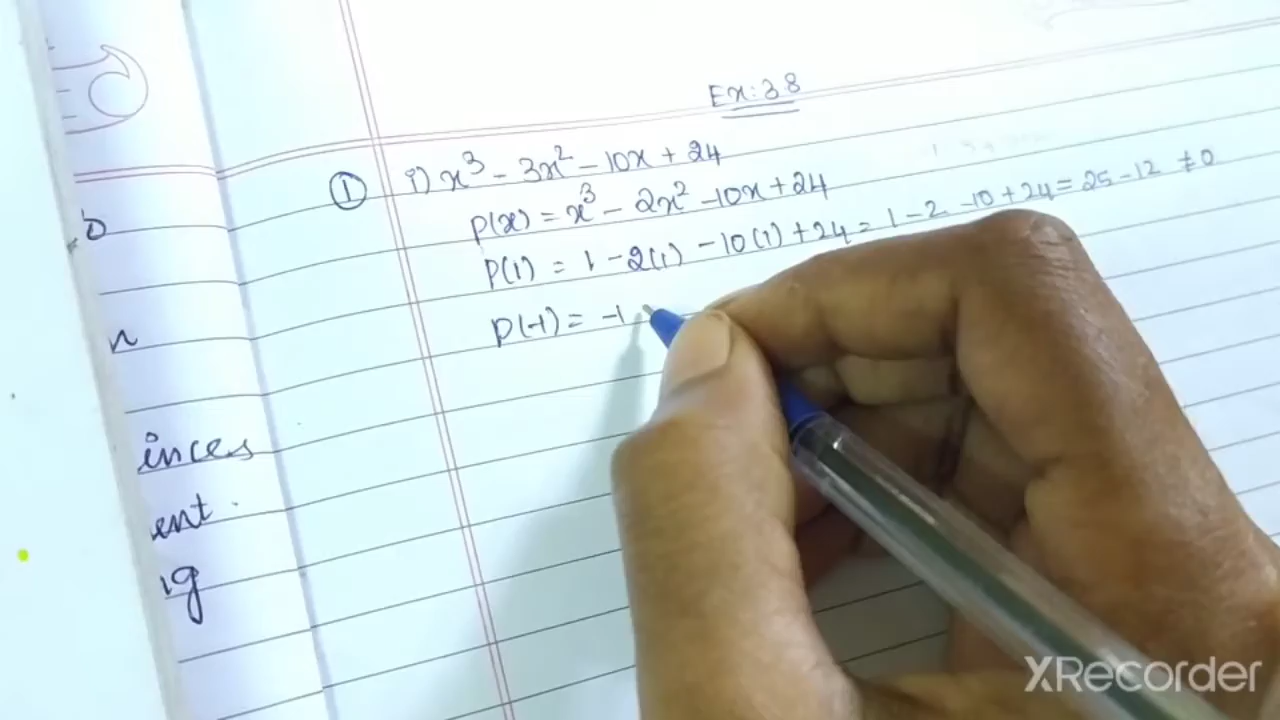 Ex:3.8
① i) x³ - 3x² - 10x + 24
p(x) = x³ - 2x² - 10x + 24
p(1) = 1 - 2(1) - 10(1) + 24 = 1 - 2 - 10 + 24 = 25 - 12 ≠ 0
p(-1) = -1
b
n
inces
ent.
ig
XRecorder